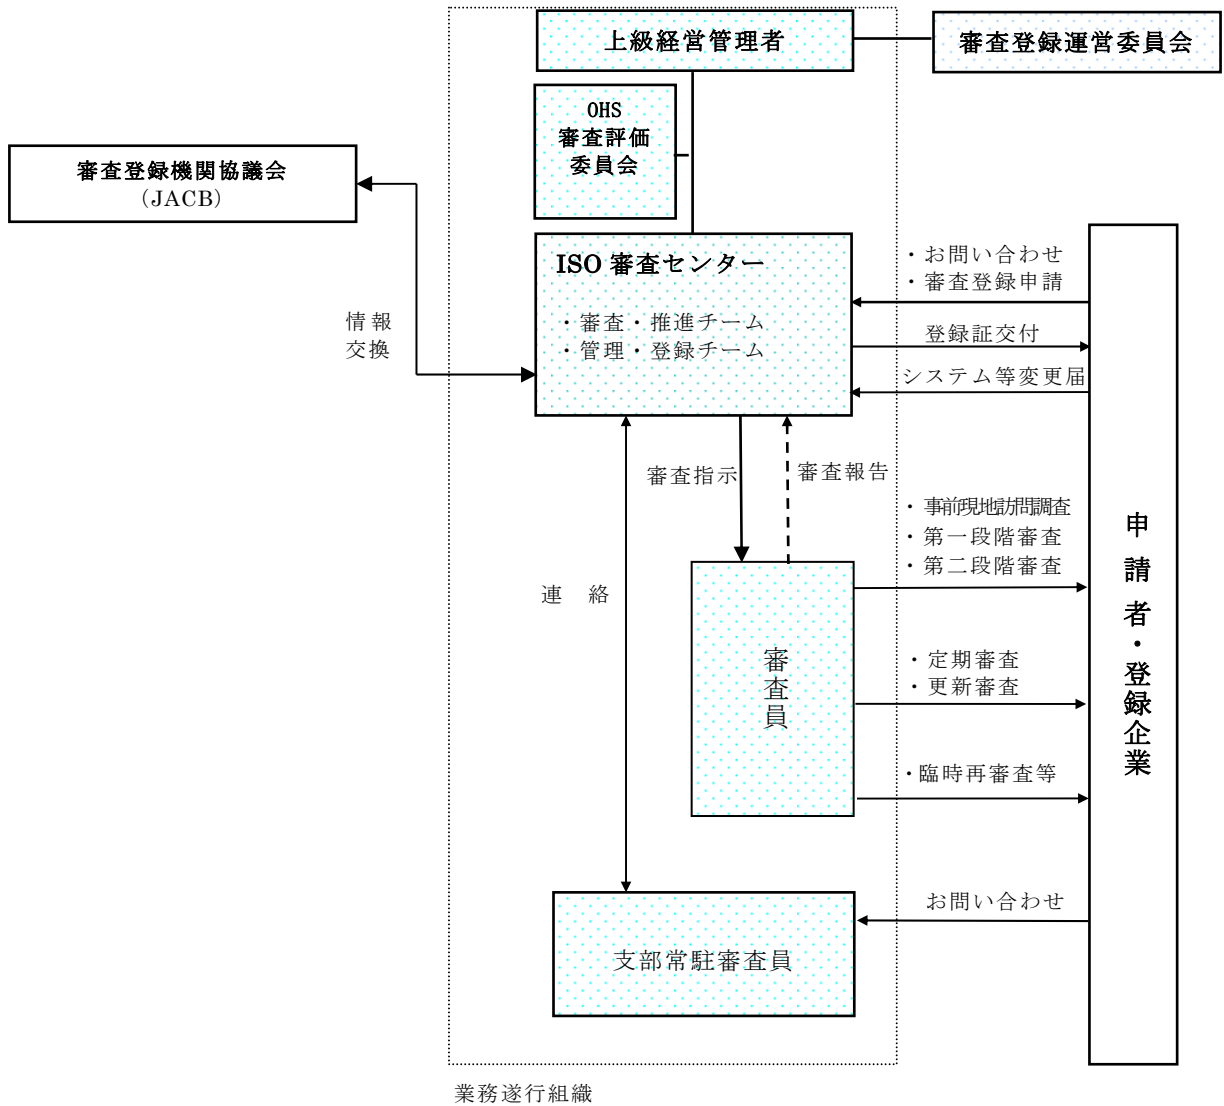 上級経営管理者
審査登録運営委員会
OHS
審査評価
委員会
審査登録機関協議会
(JACB)
ISO 審査センター
・審査・推進チーム
・管理・登録チーム
・お問い合わせ
・審査登録申請
登録証交付
システム等変更届
情報
交換
審査指示
審査報告
・事前現地訪問調査
・第一段階審査
・第二段階審査
連 絡
審査員
・定期審査
・更新審査
・臨時再審査等
申請者・登録企業
お問い合わせ
支部常駐審査員
業務遂行組織